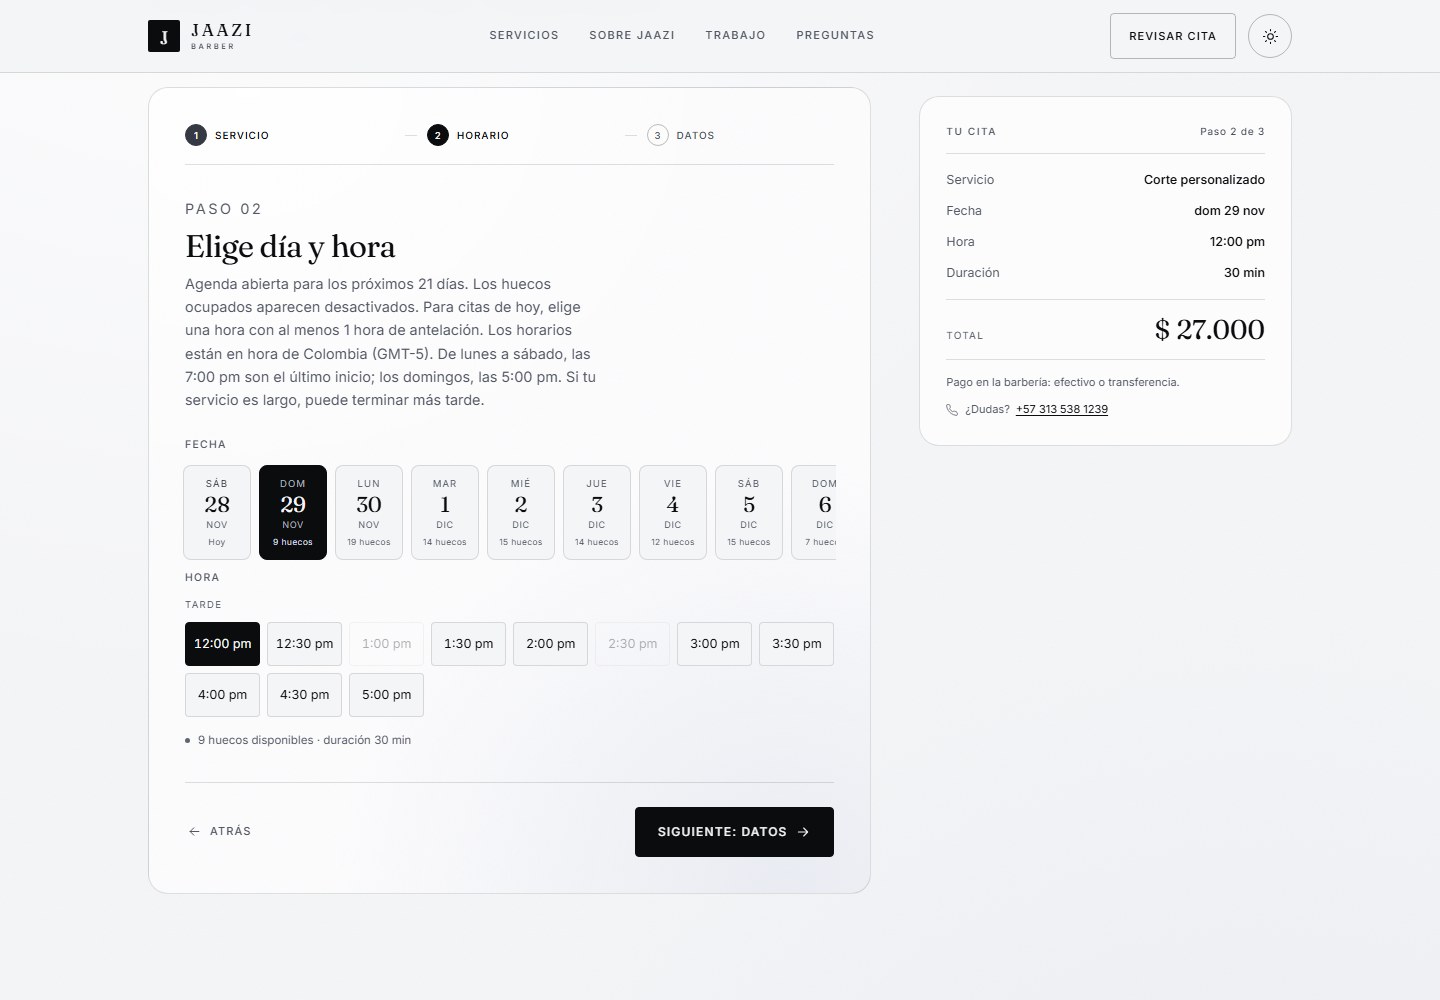 J JAAZI
BARBER
SERVICIOS SOBRE JAAZI TRABAJO PREGUNTAS
REVISAR CITA
1 SERVICIO
2 HORARIO
3 DATOS
PASO 02
Elige día y hora
Agenda abierta para los próximos 21 días. Los huecos
ocupados aparecen desactivados. Para citas de hoy, elige
una hora con al menos 1 hora de antelación. Los horarios
están en hora de Colombia (GMT-5). De lunes a sábado, las
7:00 pm son el último inicio; los domingos, las 5:00 pm. Si tu
servicio es largo, puede terminar más tarde.
FECHA
SÁB DOM LUN MAR MIÉ JUE VIE SÁB DOM
28 29 30 1 2 3 4 5 6
NOV NOV NOV DIC DIC DIC DIC DIC DIC
Hoy 9 huecos 19 huecos 14 huecos 15 huecos 14 huecos 12 huecos 15 huecos 7 huec
HORA
TARDE
12:00 pm 12:30 pm 1:00 pm 1:30 pm 2:00 pm 2:30 pm 3:00 pm 3:30 pm
4:00 pm 4:30 pm 5:00 pm
9 huecos disponibles · duración 30 min
← ATRÁS
SIGUIENTE: DATOS →
TU CITA Paso 2 de 3
Servicio Corte personalizado
Fecha dom 29 nov
Hora 12:00 pm
Duración 30 min
TOTAL $ 27.000
Pago en la barbería: efectivo o transferencia.
¿Dudas? +57 313 538 1239